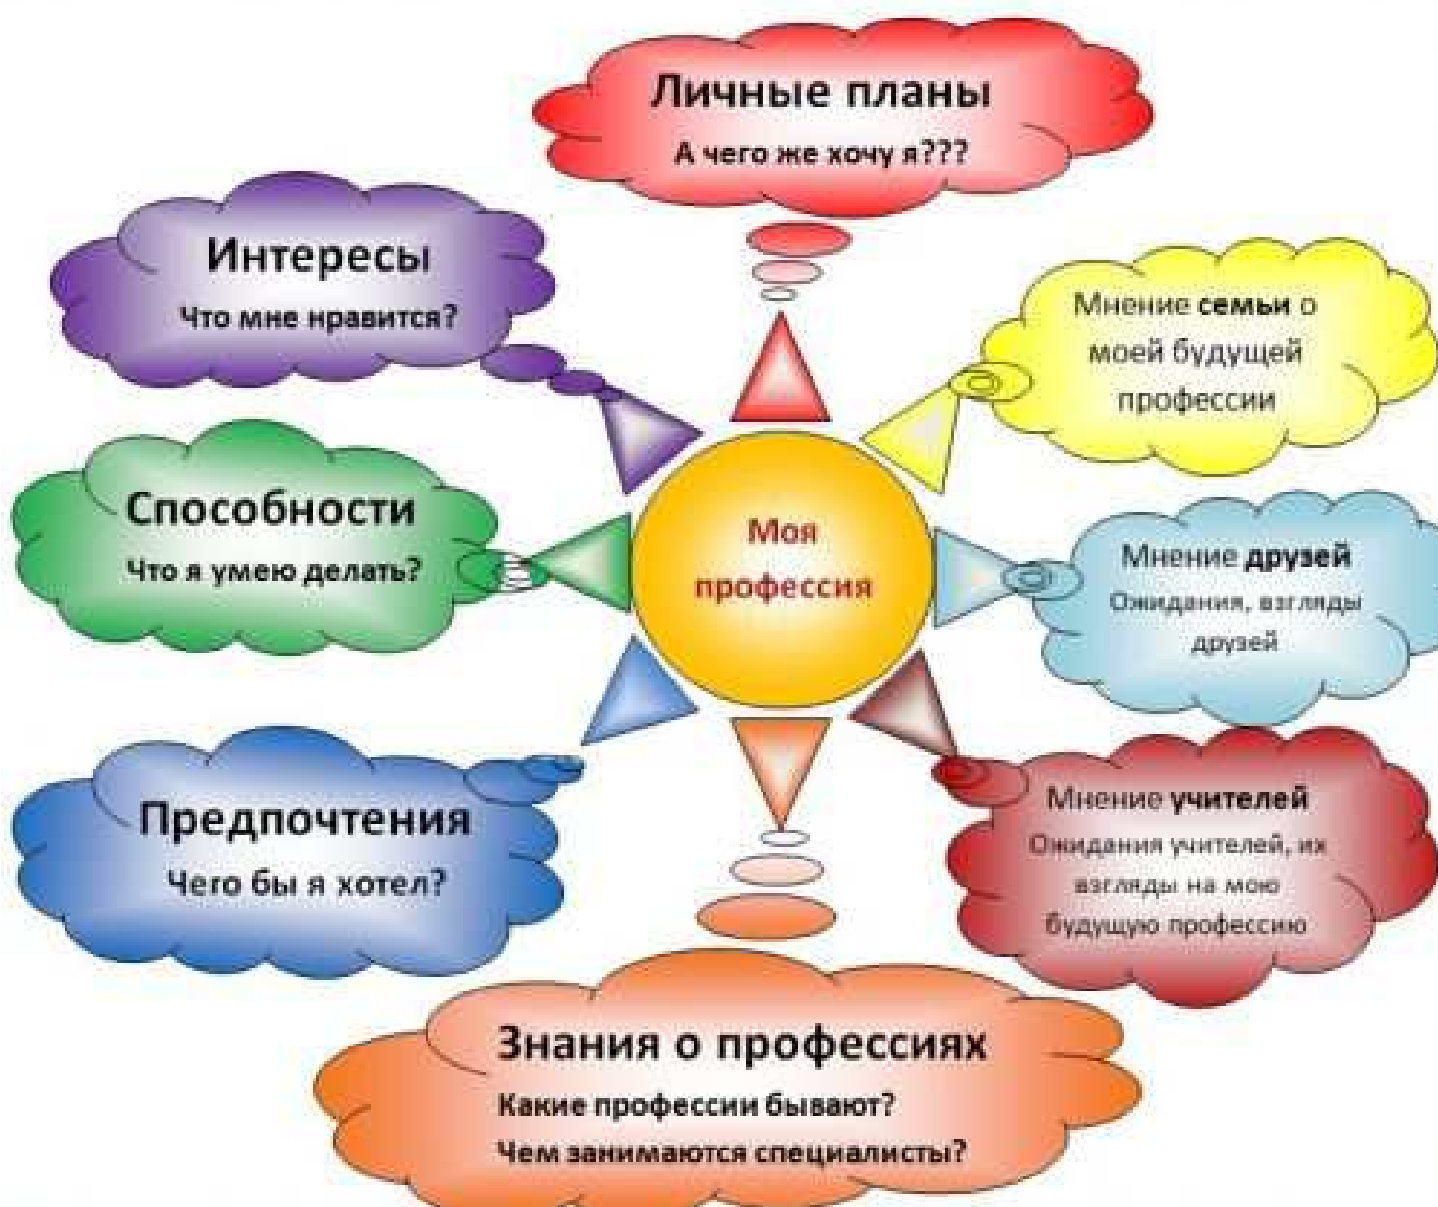 Личные планы
А чего же хочу я???
Интересы
Что мне нравится?
Мнение семьи о
моей будущей
профессии
Способности
Что я умею делать?
Моя
профессия
Мнение друзей
Ожидания, взгляды
друзей
Предпочтения
Чего бы я хотел?
Мнение учителей
Ожидания учителей, их
взгляды на мою
будущую профессию
Знания о профессиях
Какие профессии бывают?
Чем занимаются специалисты?